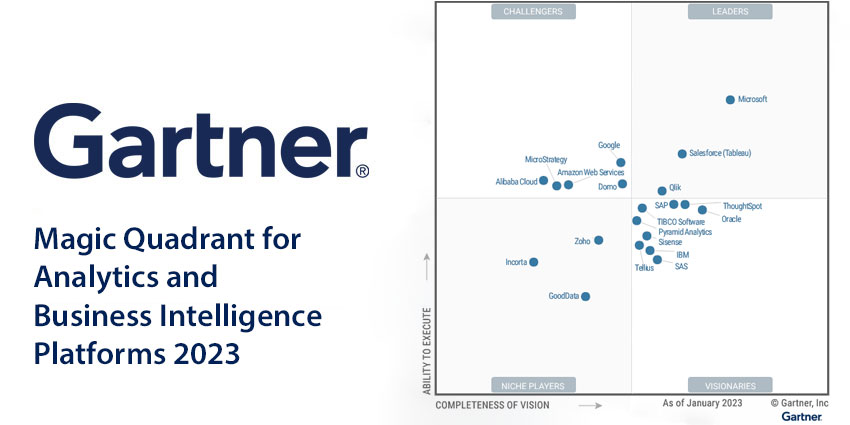 Gartner®
Magic Quadrant for
Analytics and
Business Intelligence
Platforms 2023
CHALLENGERS
LEADERS
Microsoft
Google
Salesforce (Tableau)
MicroStrategy
Amazon Web Services
Alibaba Cloud
Domo
Qlik
SAP
ThoughtSpot
Oracle
TIBCO Software
Pyramid Analytics
Zoho
Sisense
IBM
Incorta
Tellius
SAS
GoodData
ABILITY TO EXECUTE
NICHE PLAYERS
VISIONARIES
COMPLETENESS OF VISION
As of January 2023
© Gartner, Inc
Gartner